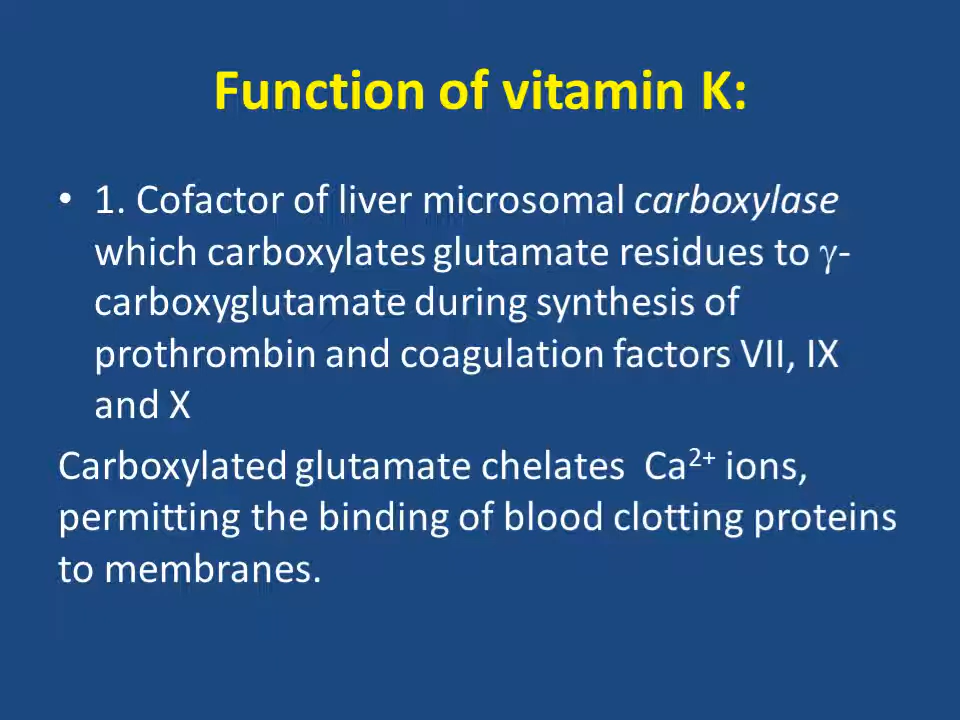 Function of vitamin K:
• 1. Cofactor of liver microsomal carboxylase
which carboxylates glutamate residues to γ-
carboxyglutamate during synthesis of
prothrombin and coagulation factors VII, IX
and X
Carboxylated glutamate chelates Ca²⁺ ions,
permitting the binding of blood clotting proteins
to membranes.